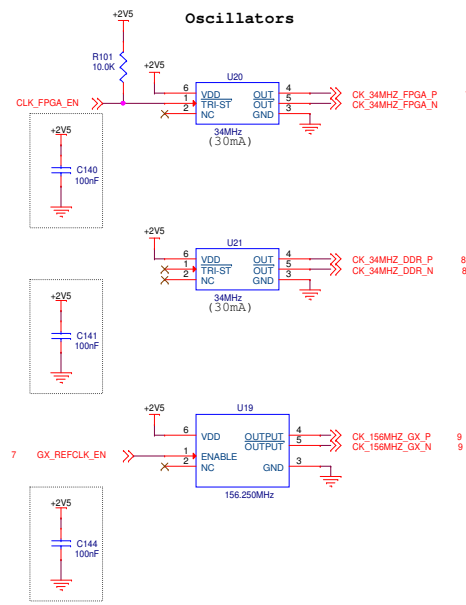 Oscillators
+2V5
R101
10.0K
+2V5
U20
CLK_FPGA_EN
6 VDD OUT 4 CK_34MHZ_FPGA_P
1 TRI-ST OUT 5 CK_34MHZ_FPGA_N
2 NC GND 3
34MHz
(30mA)
+2V5
C140
100nF
+2V5
U21
6 VDD OUT 4 CK_34MHZ_DDR_P 8
1 TRI-ST OUT 5 CK_34MHZ_DDR_N 8
2 NC GND 3
34MHz
(30mA)
+2V5
C141
100nF
+2V5
U19
6 VDD OUTPUT 4 CK_156MHZ_GX_P 9
OUTPUT 5 CK_156MHZ_GX_N 9
7 GX_REFCLK_EN 1 ENABLE
2 NC GND 3
156.250MHz
+2V5
C144
100nF